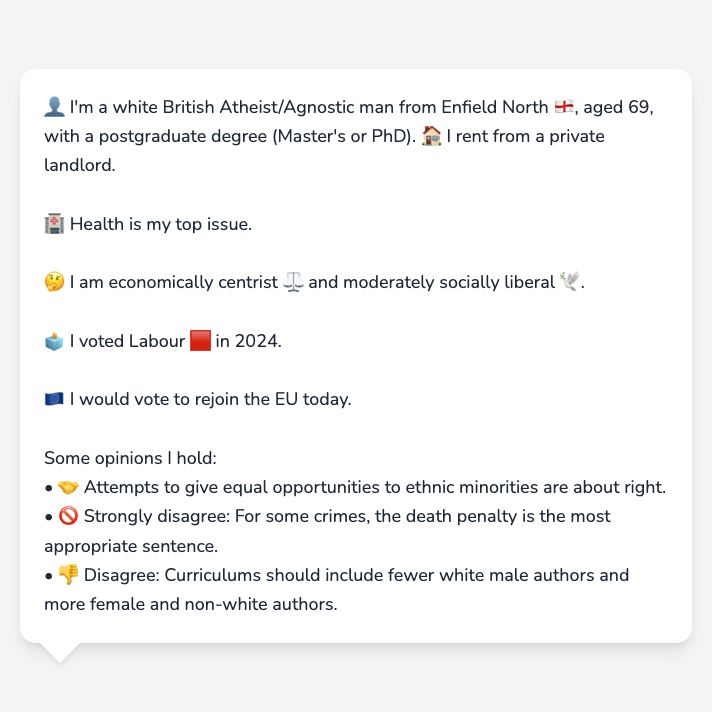 👤 I'm a white British Atheist/Agnostic man from Enfield North 🏴󠁧󠁢󠁥󠁮󠁧󠁿, aged 69,
with a postgraduate degree (Master's or PhD). 🏠 I rent from a private
landlord.
🏥 Health is my top issue.
🤔 I am economically centrist ⚖️ and moderately socially liberal 🕊️.
🗳️ I voted Labour 🟥 in 2024.
🇪🇺 I would vote to rejoin the EU today.
Some opinions I hold:
• 🤝 Attempts to give equal opportunities to ethnic minorities are about right.
• 🚫 Strongly disagree: For some crimes, the death penalty is the most
appropriate sentence.
• 👎 Disagree: Curriculums should include fewer white male authors and
more female and non-white authors.